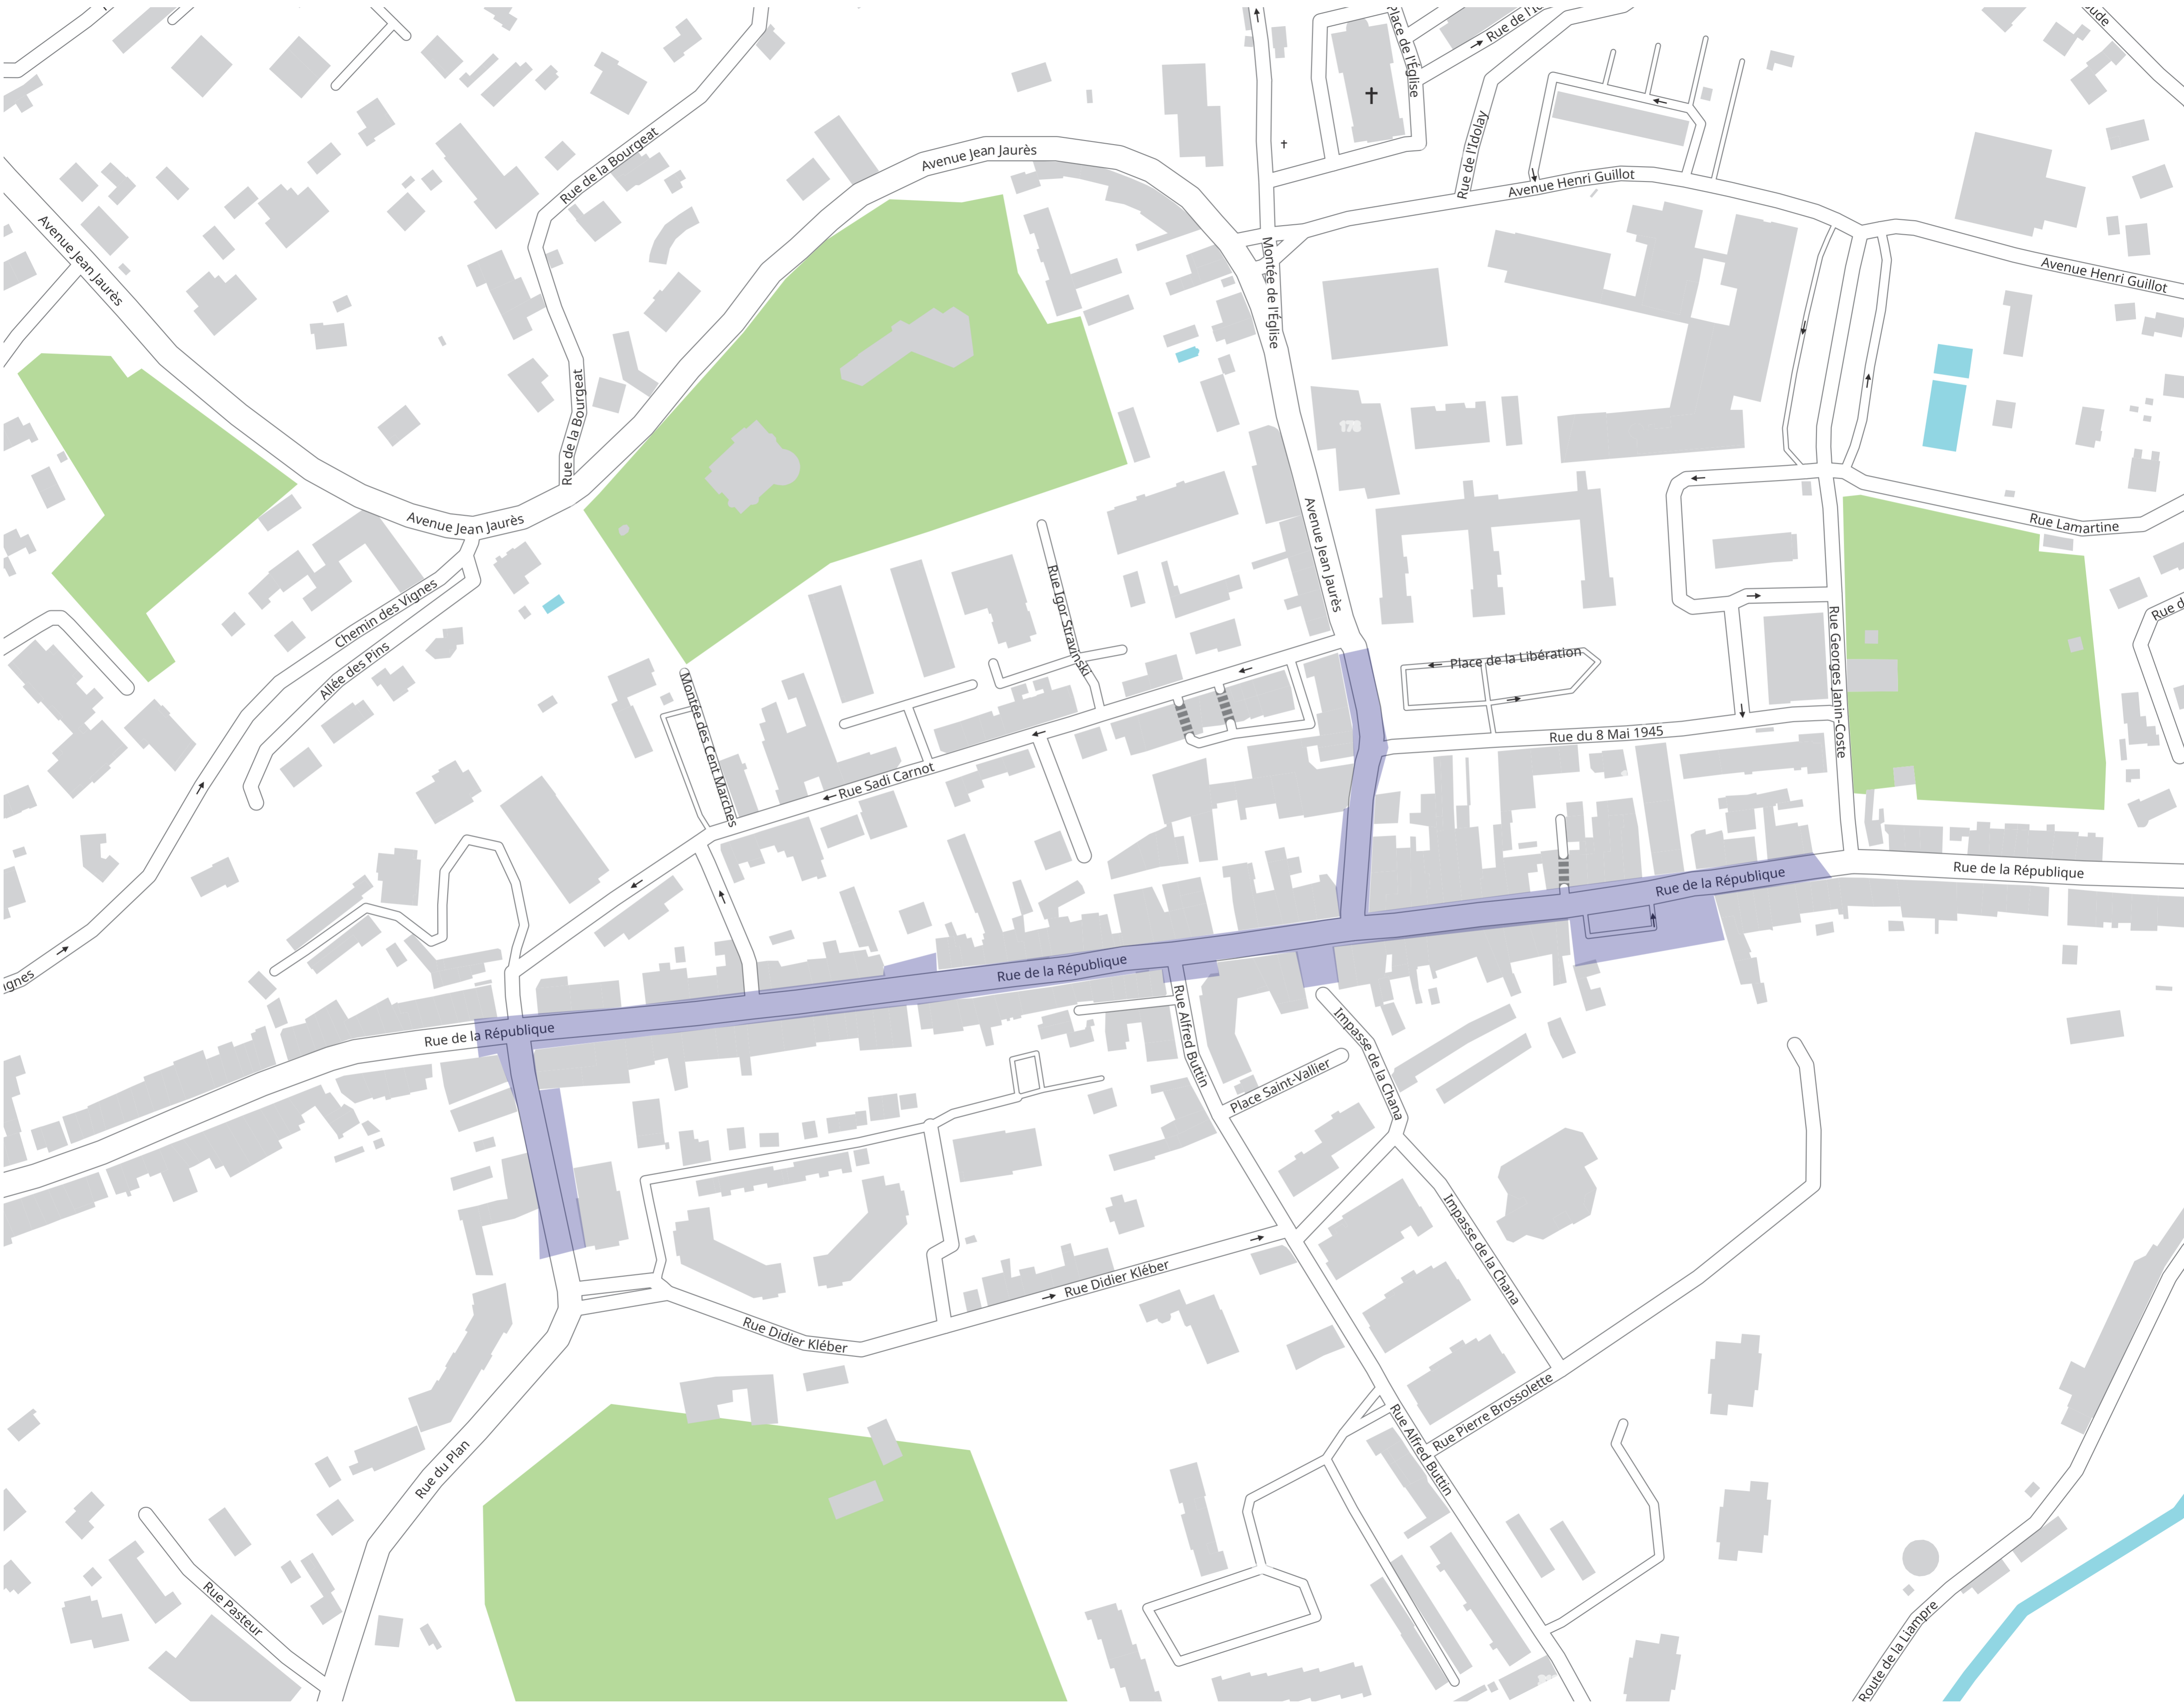 Place de l'Église
Rue de l'I
ude
Rue de la Bourgeat
Avenue Jean Jaurès
Rue de l'Idolay
Avenue Henri Guillot
Avenue Jean Jaurès
Montée de l'Église
Avenue Henri Guillot
Rue de la Bourgeat
178
Avenue Jean Jaurès
Avenue Jean Jaurès
Rue Lamartine
Chemin des Vignes
Rue Igor Stravinski
Rue d
Allée des Pins
Place de la Libération
Rue Georges Janin-Coste
Montée des Cent Marches
Rue du 8 Mai 1945
Rue Sadi Carnot
Rue de la République
Rue de la République
Rue de la République
ignes
Rue de la République
Rue Alfred Buttin
Impasse de la Chana
Place Saint-Vallier
Impasse de la Chana
Rue Didier Kléber
Rue Didier Kléber
Rue Pierre Brossolette
Rue Alfred Buttin
Rue du Plan
Rue Pasteur
Route de la Liampre